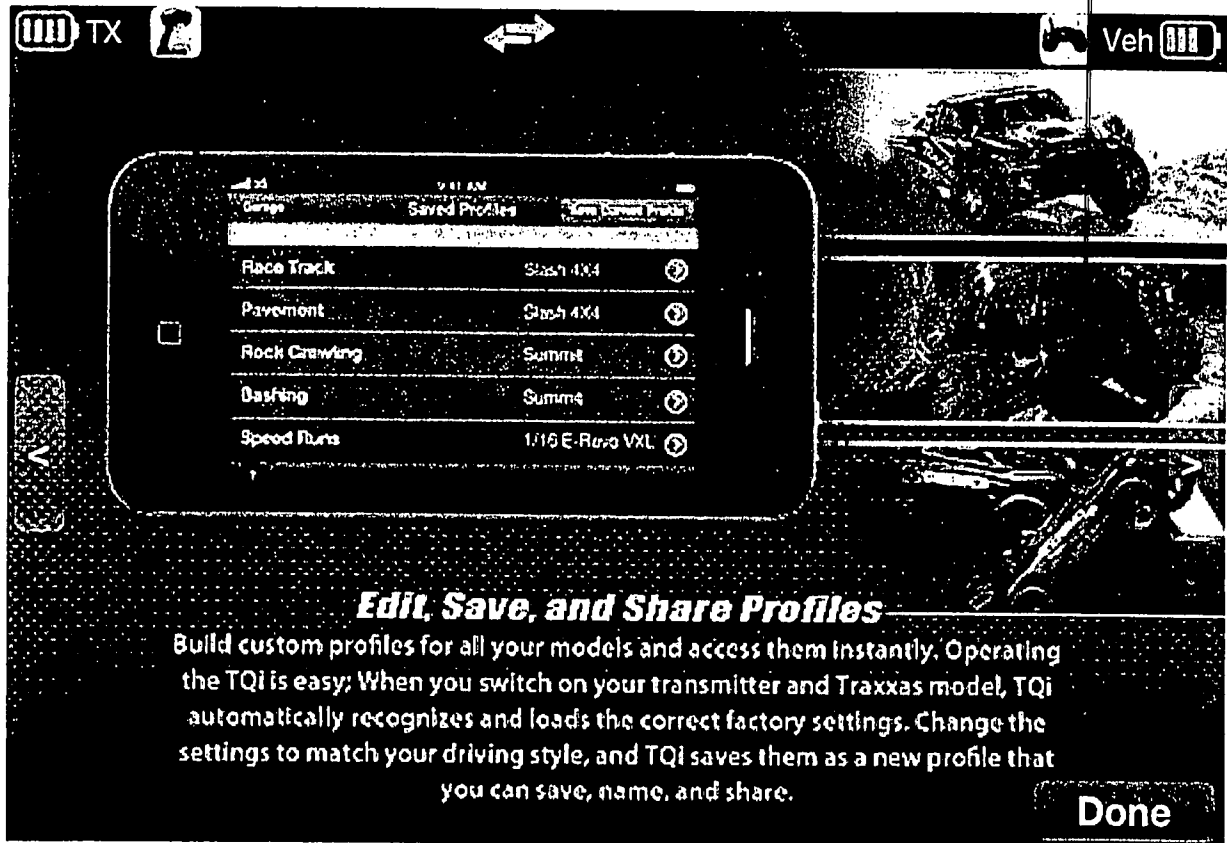 TX
Veh
9:41 AM
Garage Saved Profiles Save Current Profile
Race Track Slash 4X4 >
Pavement Slash 4X4 >
Rock Crawling Summit >
Bashing Summit >
Speed Runs 1/16 E-Revo VXL >
<
>
Edit, Save, and Share Profiles
Build custom profiles for all your models and access them instantly. Operating
the TQi is easy; When you switch on your transmitter and Traxxas model, TQi
automatically recognizes and loads the correct factory settings. Change the
settings to match your driving style, and TQi saves them as a new profile that
you can save, name, and share.
Done